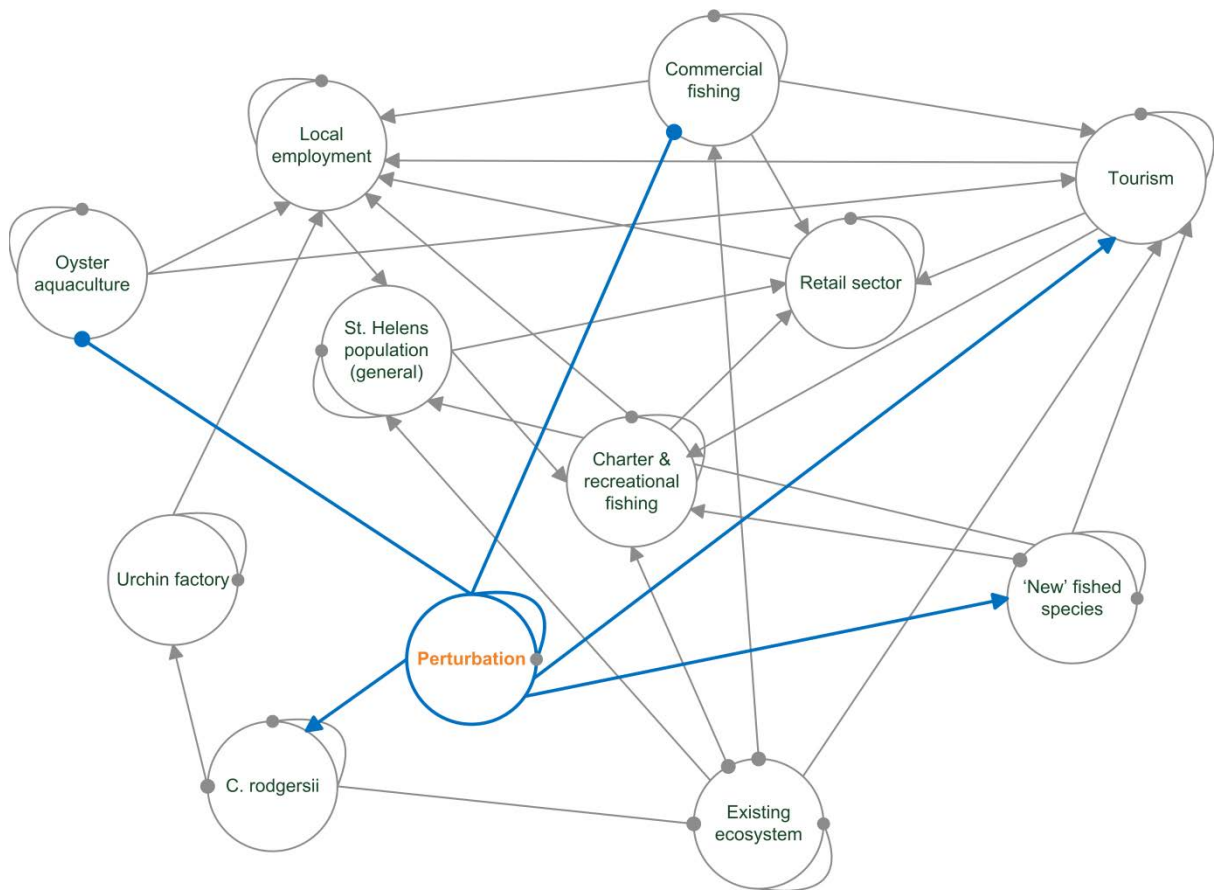 Commercial
fishing
Local
employment
Tourism
Oyster
aquaculture
Retail sector
St. Helens
population
(general)
Charter &
recreational
fishing
Urchin factory
‘New’ fished
species
Perturbation
C. rodgersii
Existing
ecosystem